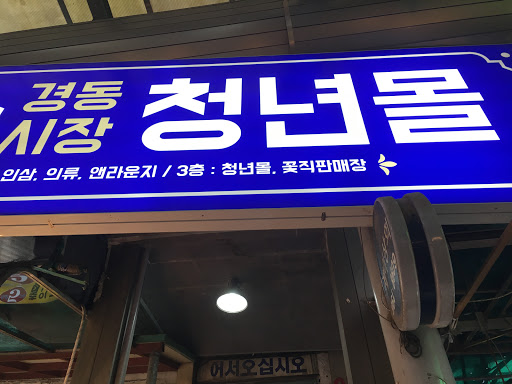 경동
시장
청년몰
인삼, 의류, 앤라운지 / 3층 : 청년몰, 꽃직판매장
어서오십시오